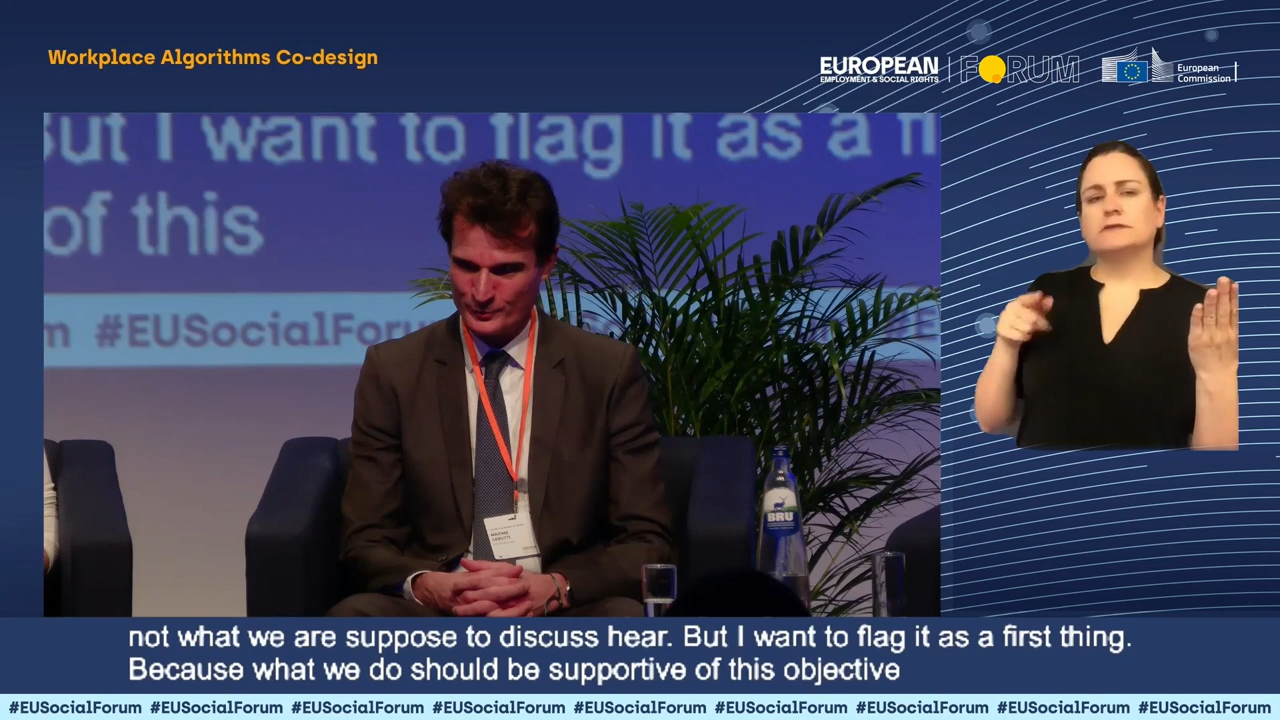 Workplace Algorithms Co-design
EUROPEAN
EMPLOYMENT & SOCIAL RIGHTS
FORUM
European
Commission
But I want to flag it as a fi
of this
m #EUSocialForu
BRU
not what we are suppose to discuss hear. But I want to flag it as a first thing.
Because what we do should be supportive of this objective
#EUSocialForum #EUSocialForum #EUSocialForum #EUSocialForum #EUSocialForum #EUSocialForum #EUSocialForum #EUSocialForum #EUSocialForum